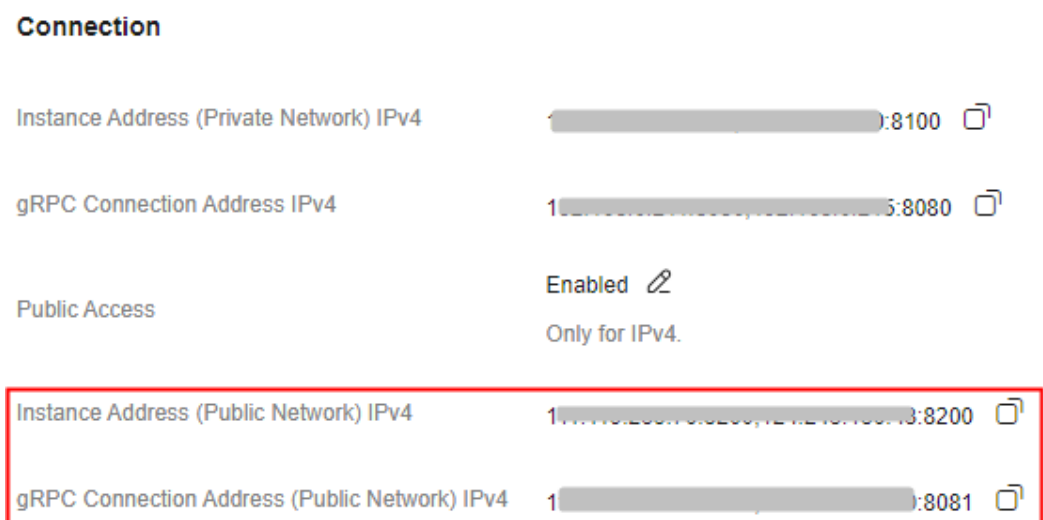 Connection
Instance Address (Private Network) IPv4 :8100
gRPC Connection Address IPv4 :8080
Enabled
Public Access
Only for IPv4.
Instance Address (Public Network) IPv4 :8200
gRPC Connection Address (Public Network) IPv4 :8081